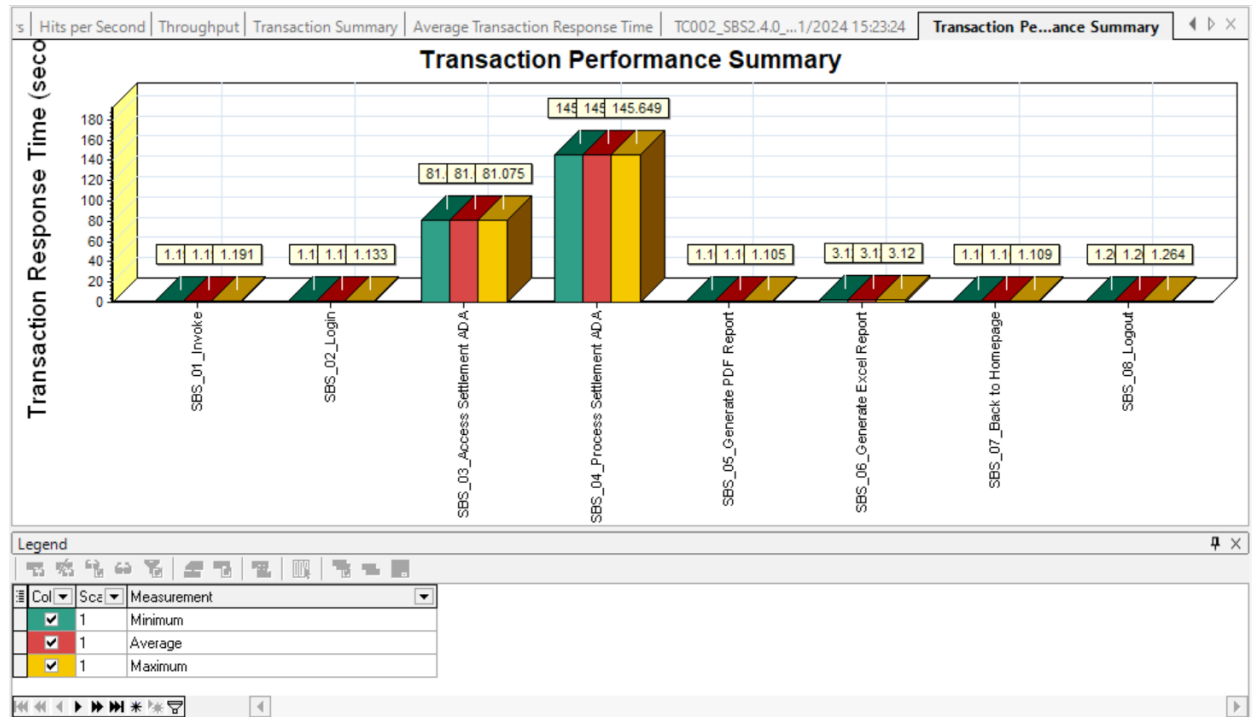 Hits per Second Throughput Transaction Summary Average Transaction Response Time TC002_SBS2.4.0_...1/2024 15:23:24 Transaction Pe...ance Summary
Transaction Performance Summary
Transaction Response Time (seco
180
160
140
120
100
80
60
40
20
0
1.1 1.1 1.191
1.1 1.1 1.133
81. 81. 81.075
145 145 145.649
1.1 1.1 1.105
3.1 3.1 3.12
1.1 1.1 1.109
1.2 1.2 1.264
SBS_01_Invoke
SBS_02_Login
SBS_03_Access Settlement ADA
SBS_04_Process Settlement ADA
SBS_05_Generate PDF Report
SBS_06_Generate Excel Report
SBS_07_Back to Homepage
SBS_08_Logout
Legend
Col Sca Measurement
1 Minimum
1 Average
1 Maximum